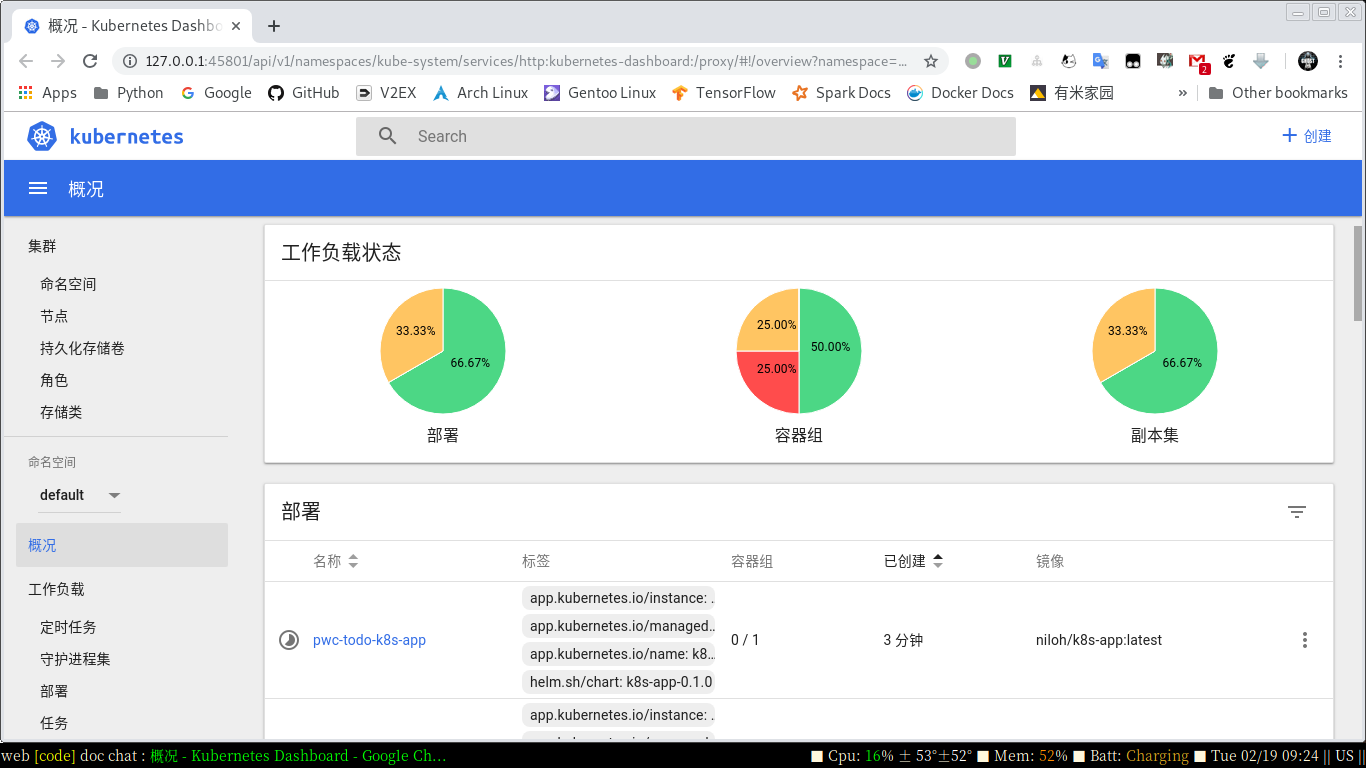 概况 - Kubernetes Dashbo
127.0.0.1:45801/api/v1/namespaces/kube-system/services/http:kubernetes-dashboard:/proxy/#!/overview?namespace=...
2
Apps Python Google GitHub V2EX Arch Linux Gentoo Linux TensorFlow Spark Docs Docker Docs 有米家园 » Other bookmarks
kubernetes
Search
创建
概况
集群
命名空间
节点
持久化存储卷
角色
存储类
命名空间
default
概况
工作负载
定时任务
守护进程集
部署
任务
工作负载状态
33.33%
66.67%
部署
25.00%
50.00%
25.00%
容器组
33.33%
66.67%
副本集
部署
名称 标签 容器组 已创建 镜像
app.kubernetes.io/instance: ..
app.kubernetes.io/managed...
pwc-todo-k8s-app 0 / 1 3 分钟 niloh/k8s-app:latest
app.kubernetes.io/name: k8...
helm.sh/chart: k8s-app-0.1.0
app.kubernetes.io/instance: ..
web [code] doc chat : 概况 - Kubernetes Dashboard - Google Ch... Cpu: 16% ± 53°±52° Mem: 52% Batt: Charging Tue 02/19 09:24 || US ||